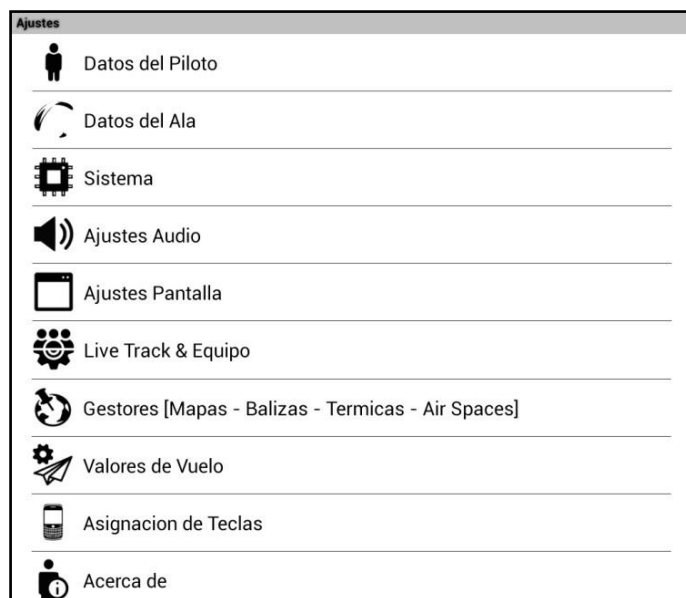 Ajustes
Datos del Piloto
Datos del Ala
Sistema
Ajustes Audio
Ajustes Pantalla
Live Track & Equipo
Gestores [Mapas - Balizas - Termicas - Air Spaces]
Valores de Vuelo
Asignacion de Teclas
Acerca de